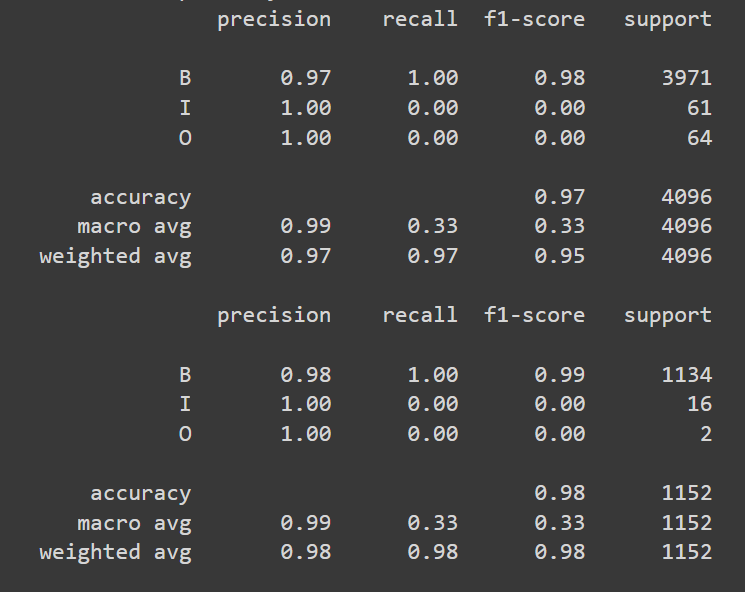 precision recall f1-score support
B 0.97 1.00 0.98 3971
I 1.00 0.00 0.00 61
O 1.00 0.00 0.00 64
accuracy 0.97 4096
macro avg 0.99 0.33 0.33 4096
weighted avg 0.97 0.97 0.95 4096
precision recall f1-score support
B 0.98 1.00 0.99 1134
I 1.00 0.00 0.00 16
O 1.00 0.00 0.00 2
accuracy 0.98 1152
macro avg 0.99 0.33 0.33 1152
weighted avg 0.98 0.98 0.98 1152